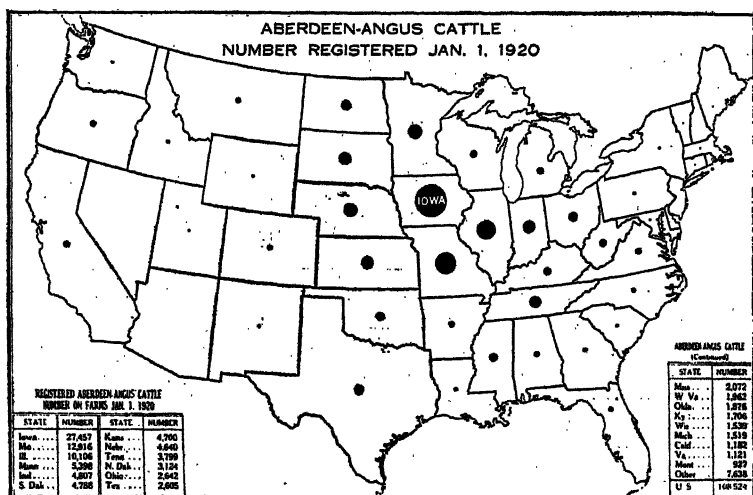 ABERDEEN-ANGUS CATTLE
NUMBER REGISTERED JAN. 1, 1920
IOWA
REGISTERED ABERDEEN-ANGUS CATTLE
NUMBER ON FARMS JAN. 1, 1920
STATE NUMBER STATE NUMBER
Iowa.... 27,457 Kans.... 4,700
Mo..... 12,916 Nebr.... 4,640
Ill...... 10,106 Tenn.... 3,799
Minn.... 5,398 N. Dak.. 3,124
Ind..... 4,807 Ohio.... 2,642
S. Dak.. 4,788 Tex..... 2,605
ABERDEEN-ANGUS CATTLE
(Continued)
STATE NUMBER
Miss..... 2,072
W Va... 1,962
Okla.... 1,876
Ky...... 1,706
Wis..... 1,539
Mich.... 1,519
Calif.... 1,182
Va...... 1,121
Mont.... 927
Other... 7,638
U S 108,524